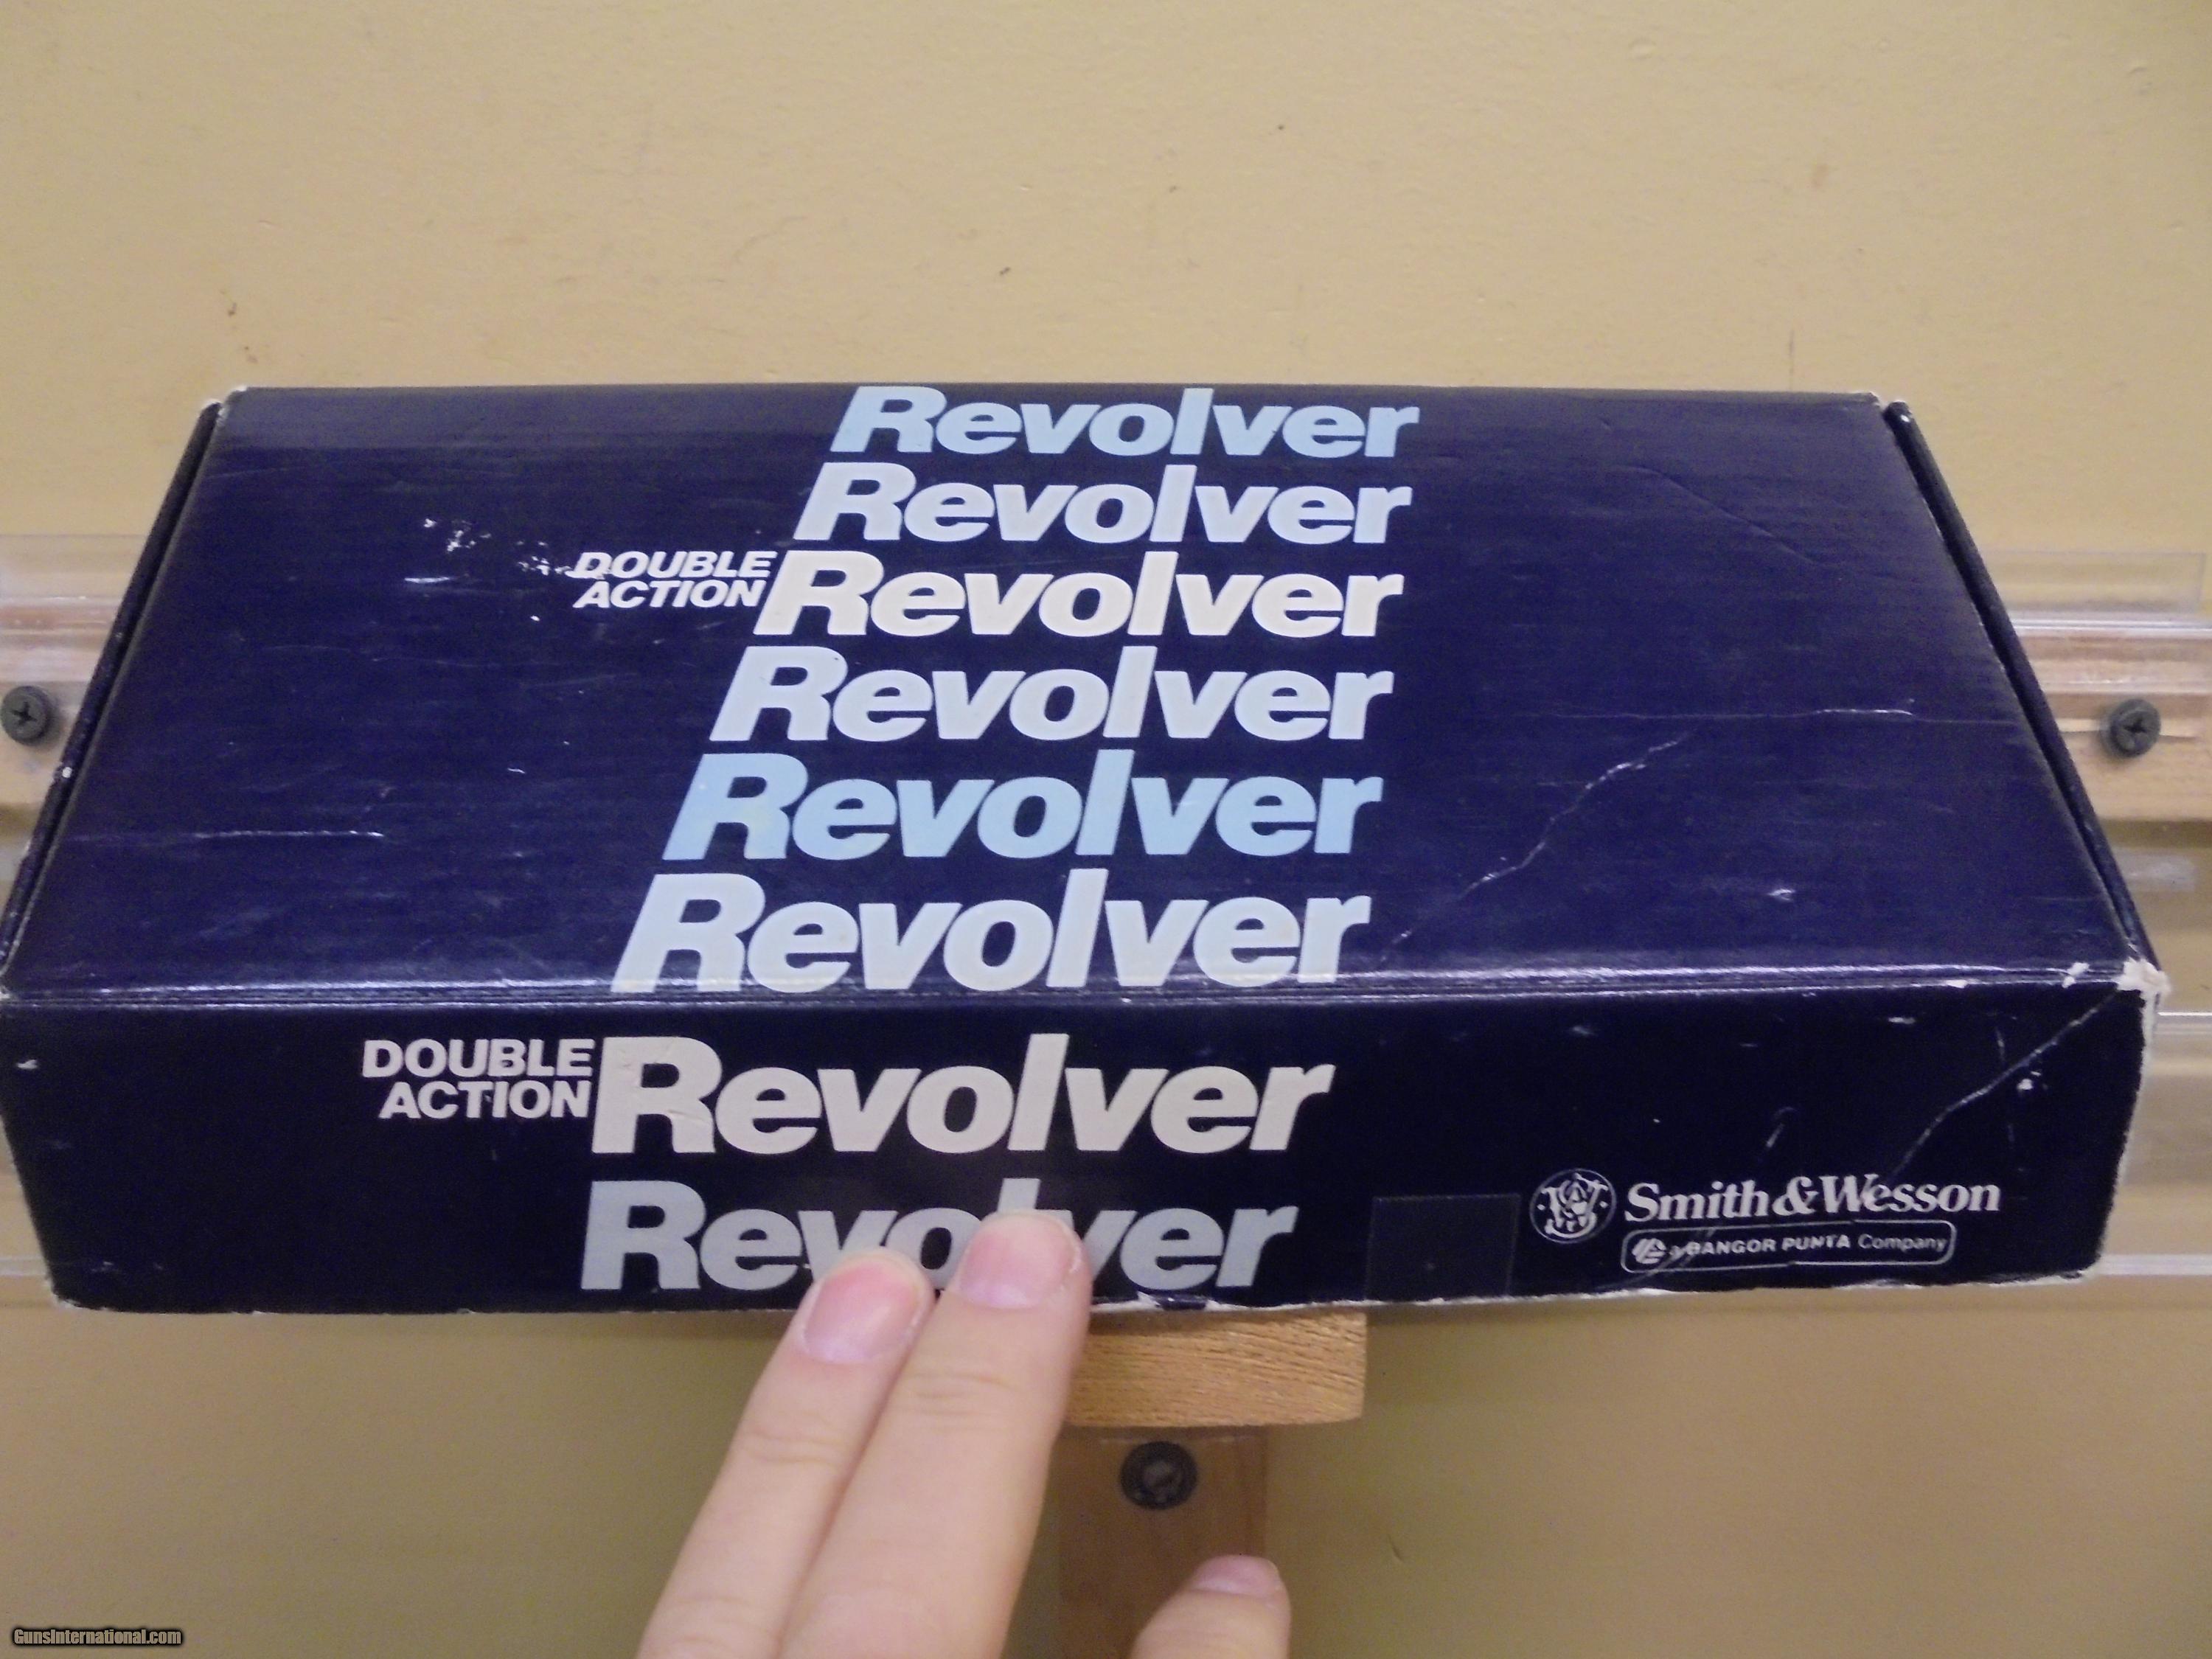 Revolver
Revolver
DOUBLE ACTION Revolver
Revolver
Revolver
Revolver
DOUBLE ACTION Revolver
Revolver
Smith & Wesson
a BANGOR PUNTA Company
GunsInternational.com